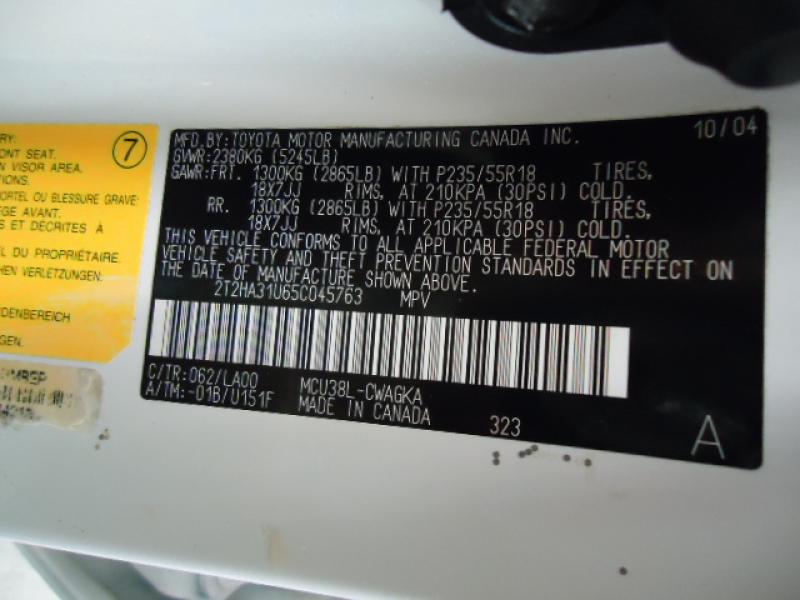 RY:
ONT SEAT.
N VISOR AREA.
TIONS.
ORTEL OU BLESSURE GRAVE:
EGE AVANT.
S ET DÉCRITES À
L DU PROPRIÉTAIRE.
HEN VERLETZUNGEN.
DENBEREICH
GEN.
7
MFD.BY:TOYOTA MOTOR MANUFACTURING CANADA INC. 10/04
GVWR:2380KG (5245LB)
GAWR:FRT. 1300KG (2865LB) WITH P235/55R18 TIRES,
18X7JJ RIMS, AT 210KPA (30PSI) COLD.
RR. 1300KG (2865LB) WITH P235/55R18 TIRES,
18X7JJ RIMS, AT 210KPA (30PSI) COLD.
THIS VEHICLE CONFORMS TO ALL APPLICABLE FEDERAL MOTOR
VEHICLE SAFETY AND THEFT PREVENTION STANDARDS IN EFFECT ON
THE DATE OF MANUFACTURE SHOWN ABOVE.
2T2HA31U65C045763 MPV
C/TR:062/LA00 MCU38L-CWAGKA
A/TM:-01B/U151F MADE IN CANADA
323 A